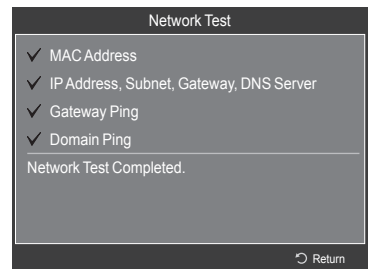 Network Test
MAC Address
IP Address, Subnet, Gateway, DNS Server
Gateway Ping
Domain Ping
Network Test Completed.
Return